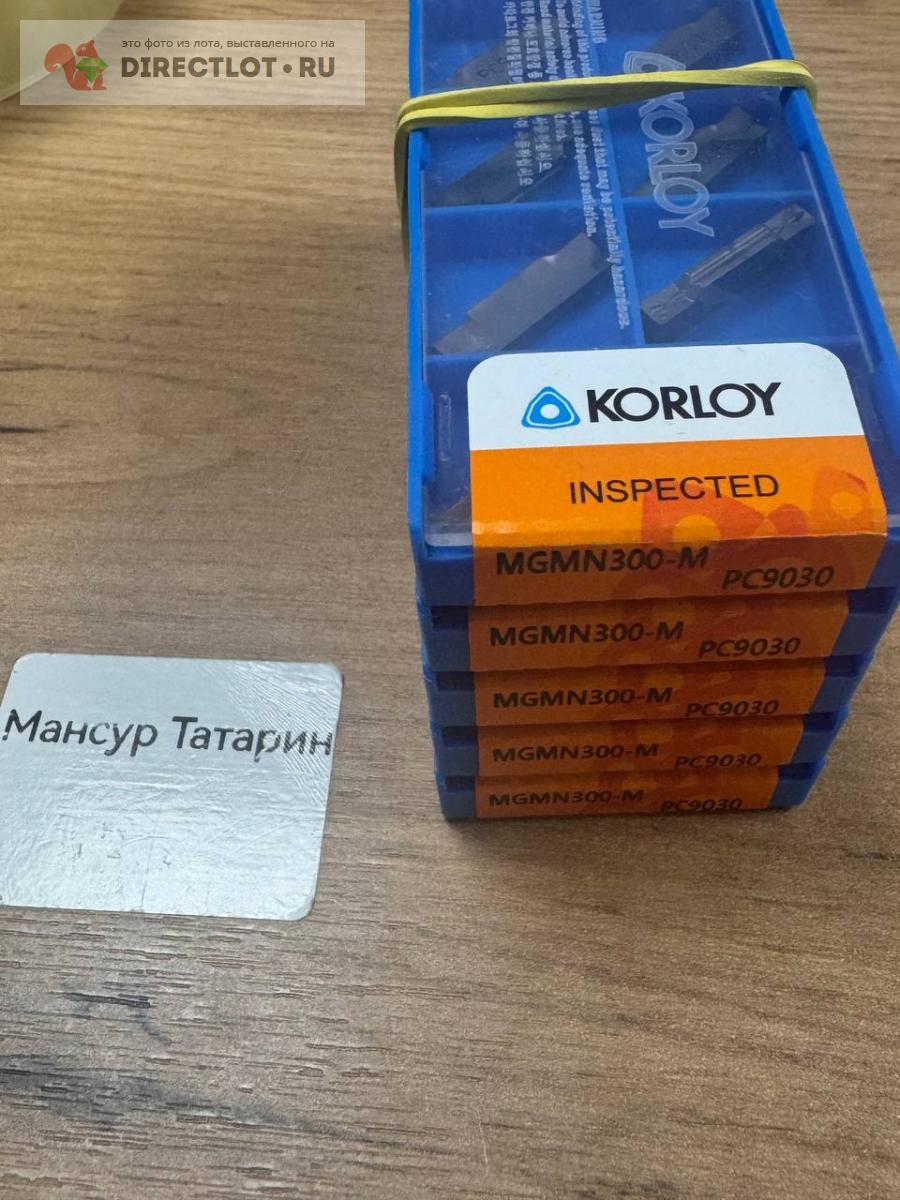 это фото из лота, выставленного на
DIRECTLOT•RU
KORLOY
KORLOY
INSPECTED
MGMN300-M PC9030
MGMN300-M PC9030
MGMN300-M PC9030
MGMN300-M PC9030
MGMN300-M PC9030
Мансур Татарин